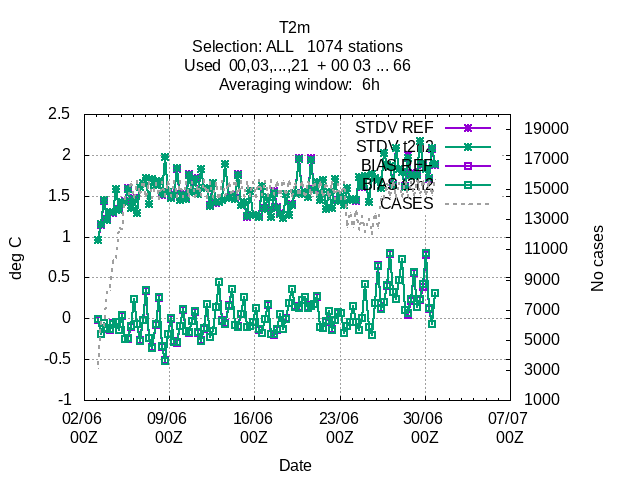 T2m
Selection: ALL 1074 stations
Used 00,03,...,21 + 00 03 ... 66
Averaging window: 6h
deg C
2.5
2
1.5
1
0.5
0
-0.5
-1
STDV REF
STDV t2h2
BIAS REF
BIAS t2h2
CASES
19000
17000
15000
13000
11000
9000
7000
5000
3000
1000
No cases
02/06 09/06 16/06 23/06 30/06 07/07
00Z 00Z 00Z 00Z 00Z 00Z
Date